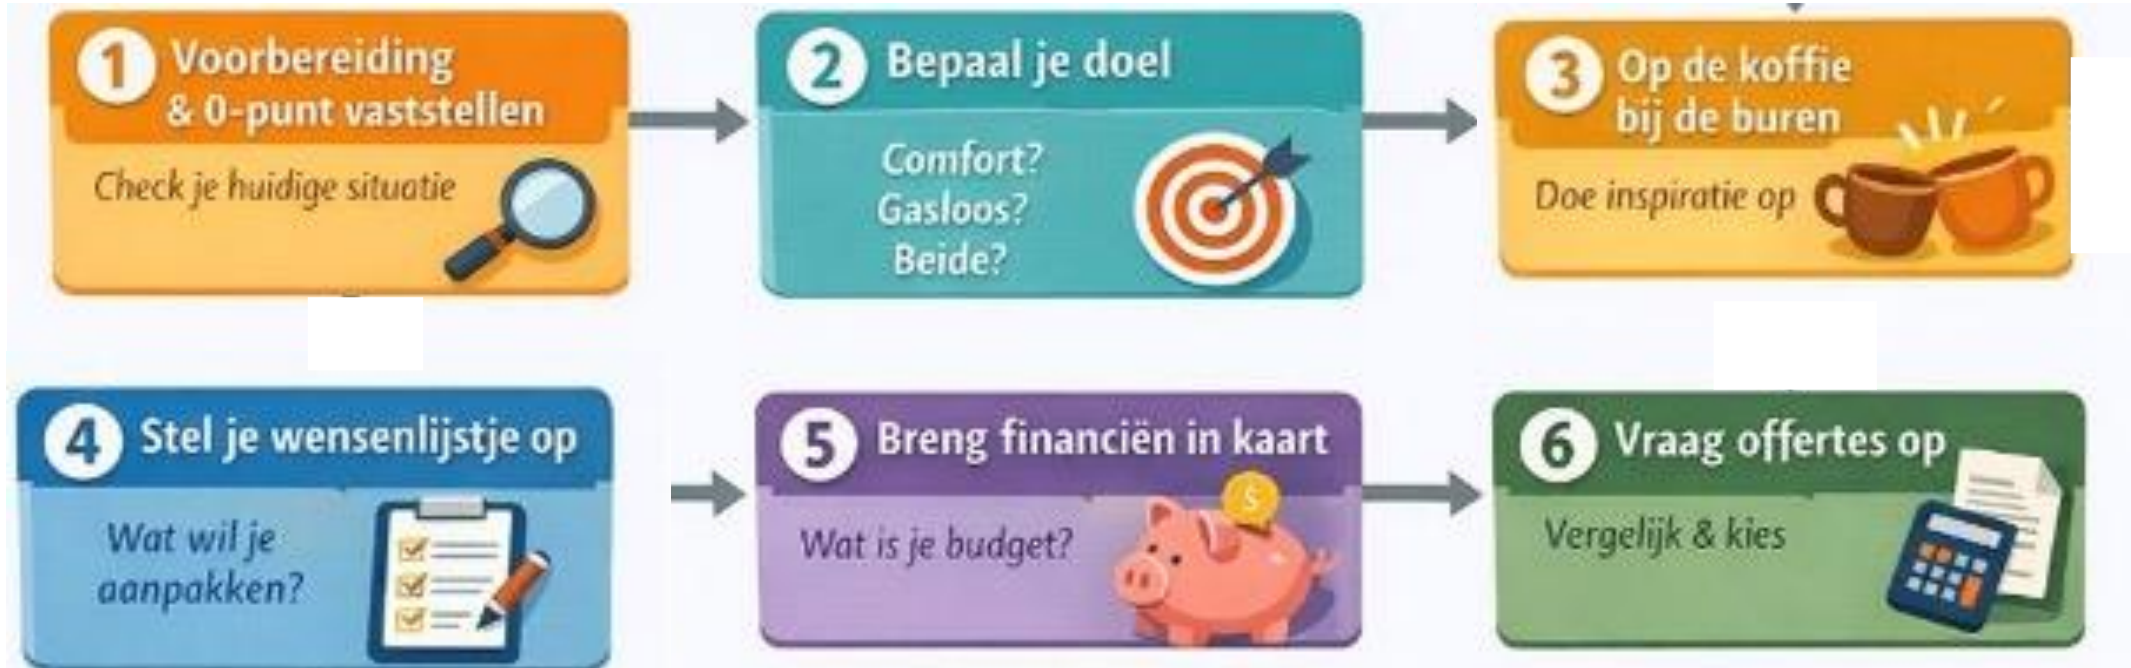 1 Voorbereiding
& 0-punt vaststellen
Check je huidige situatie
2 Bepaal je doel
Comfort?
Gasloos?
Beide?
3 Op de koffie
bij de buren
Doe inspiratie op
4 Stel je wensenlijstje op
Wat wil je
aanpakken?
5 Breng financiën in kaart
Wat is je budget?
$
6 Vraag offertes op
Vergelijk & kies